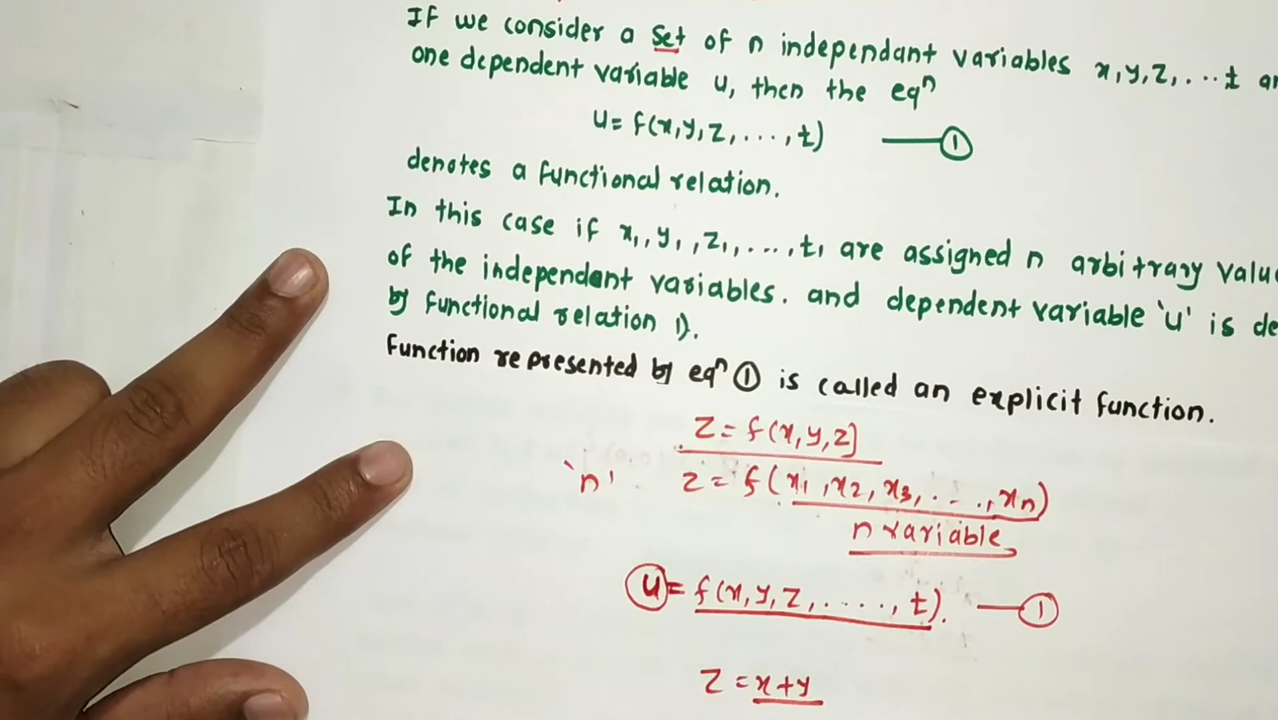 If we consider a set of n independant variables x, y, z, ... t
one dependent variable u, then the eqⁿ
u = f(x, y, z, ..., t) —— ①
denotes a functional relation.
In this case if x₁, y₁, z₁, ..., t₁ are assigned n arbitrary
of the independent variables. and dependent variable 'u' is
by functional relation 1).
Function represented by eqⁿ ① is called an explicit function.
z = f(x, y, z)
'n' z = f(x₁, x₂, x₃, ..., xn)
n variable
u = f(x, y, z, ....., t). —— ①
z = x+y